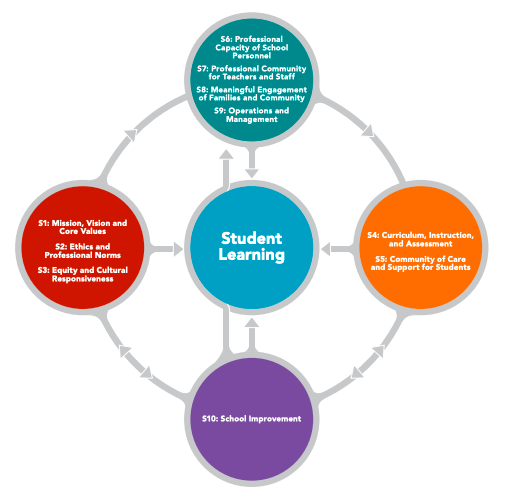 S6: Professional
Capacity of School
Personnel
S7: Professional Community
for Teachers and Staff
S8: Meaningful Engagement
of Families and Community
S9: Operations and
Management
S1: Mission, Vision and
Core Values
S2: Ethics and
Professional Norms
S3: Equity and Cultural
Responsiveness
Student
Learning
S4: Curriculum, Instruction,
and Assessment
S5: Community of Care
and Support for Students
S10: School Improvement